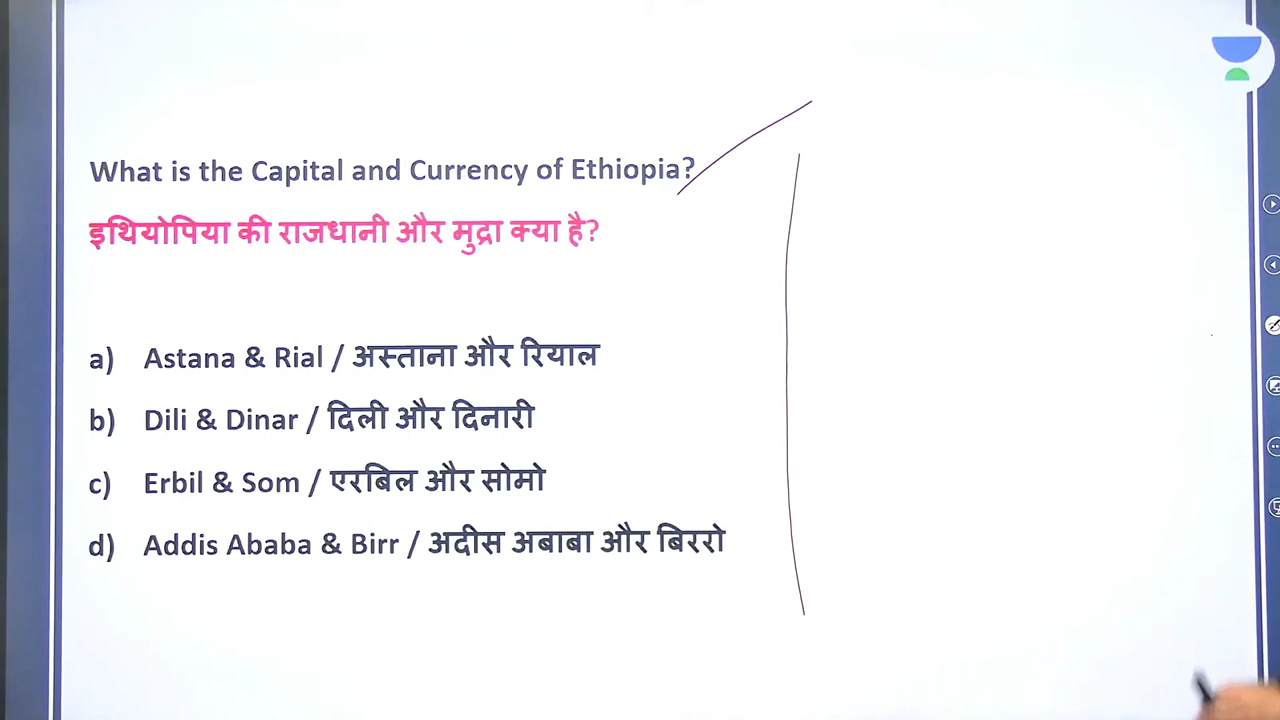 What is the Capital and Currency of Ethiopia?
इथियोपिया की राजधानी और मुद्रा क्या है?
a) Astana & Rial / अस्ताना और रियाल
b) Dili & Dinar / दिली और दिनारी
c) Erbil & Som / एरबिल और सोमो
d) Addis Ababa & Birr / अदीस अबाबा और बिररो